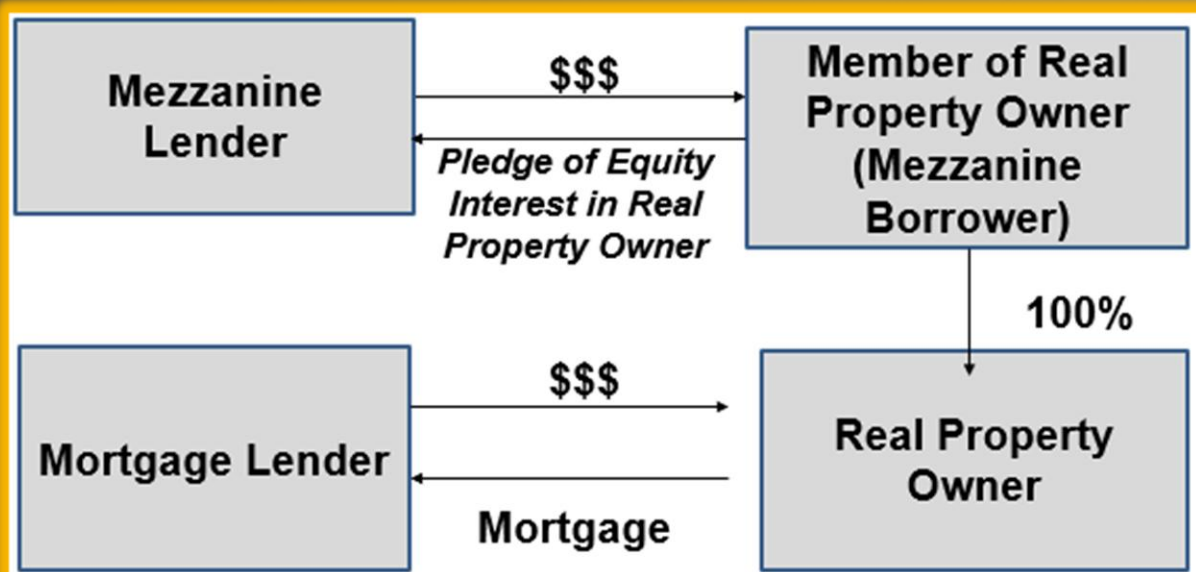 Mezzanine
Lender
$$$
Pledge of Equity
Interest in Real
Property Owner
Member of Real
Property Owner
(Mezzanine
Borrower)
100%
Mortgage Lender
$$$
Mortgage
Real Property
Owner